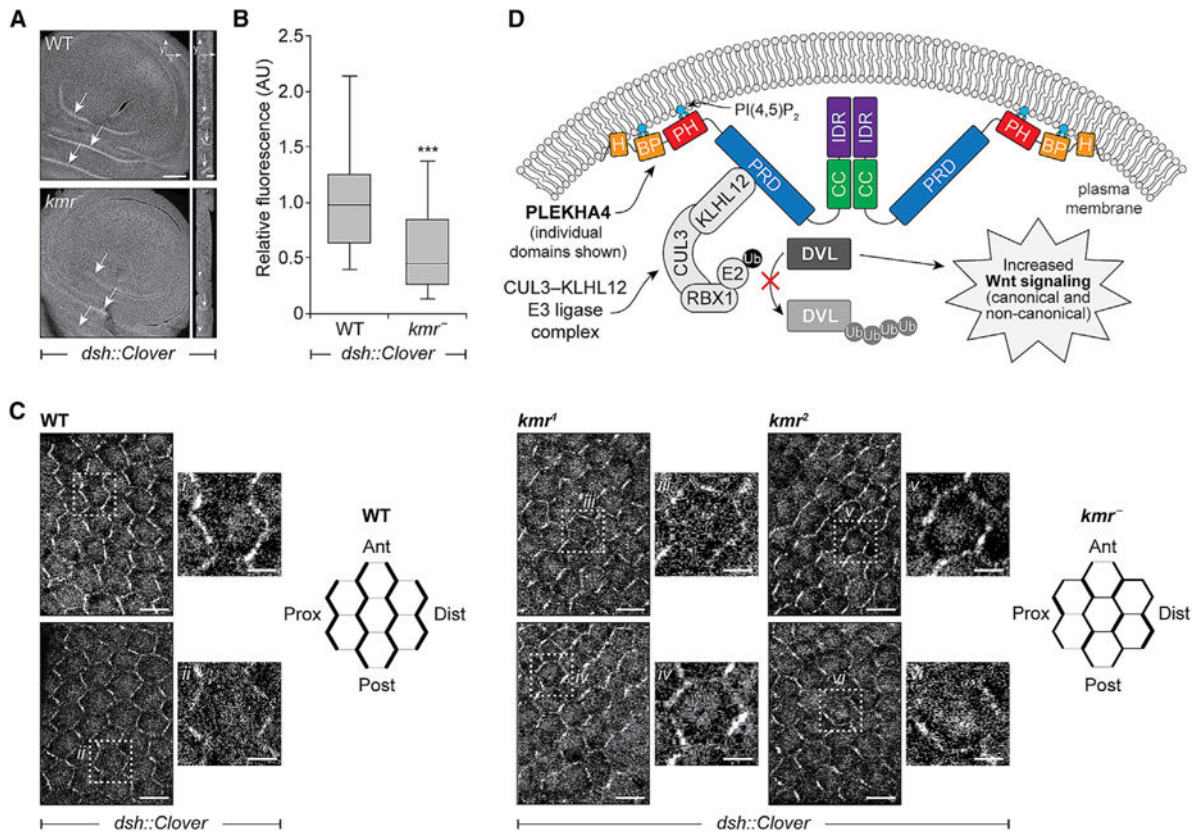 A
WT
y
kmr
dsh::Clover
B
Relative fluorescence (AU)
2.5
2.0
1.5
1.0
0.5
0
***
WT
kmr⁻
dsh::Clover
D
PI(4,5)P₂
H
BP
PH
PRD
CC
IDR
IDR
CC
PRD
PH
BP
H
plasma
membrane
PLEKHA4
(individual
domains shown)
KLHL12
CUL3
RBX1
E2
Ub
CUL3–KLHL12
E3 ligase
complex
DVL
DVL
Ub
Ub
Ub
Ub
Increased
Wnt signaling
(canonical and
non-canonical)
C
WT
i
ii
ii
WT
Ant
Prox
Dist
Post
dsh::Clover
kmr¹
iii
iii
iv
iv
kmr²
v
v
vi
vi
kmr⁻
Ant
Prox
Dist
Post
dsh::Clover